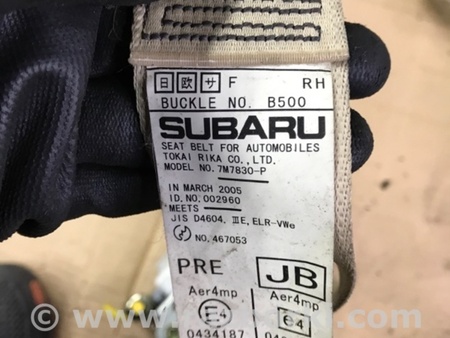 日 欧 サ F RH
BUCKLE NO. B500
SUBARU
SEAT BELT FOR AUTOMOBILES
TOKAI RIKA CO., LTD.
MODEL NO. 7M7830-P
IN MARCH 2005
ID. NO. 002960
MEETS
JIS D4604, ⅢE, ELR-VWe
NO. 467053
PRE JB
Aer4mp Aer4mp
E4 e4
0434187